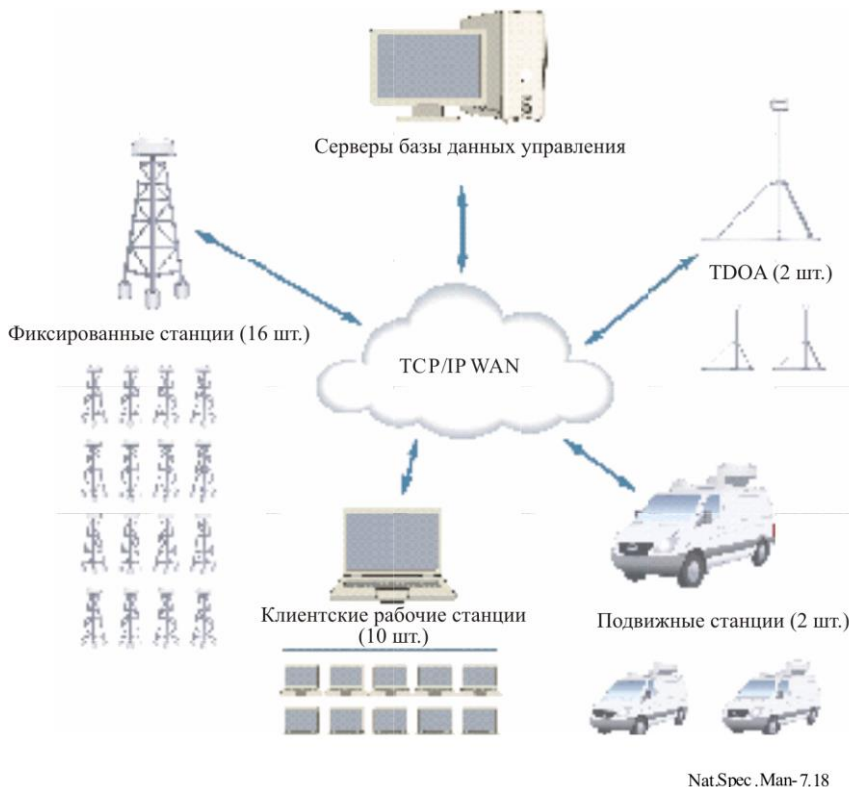 Серверы базы данных управления
TDOA (2 шт.)
Фиксированные станции (16 шт.)
TCP/IP WAN
Клиентские рабочие станции
(10 шт.)
Подвижные станции (2 шт.)
Nat.Spec .Man-7.18